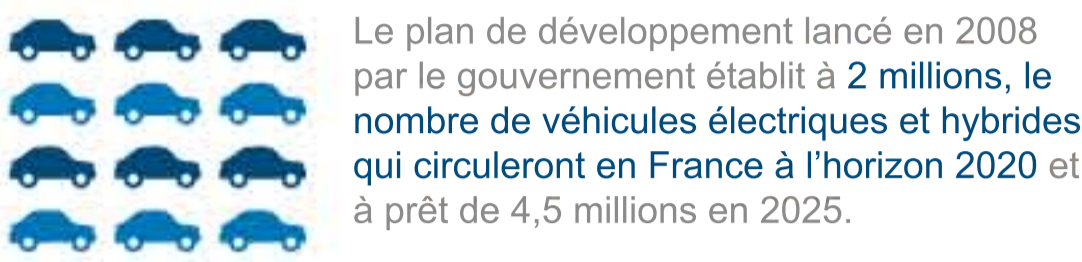 Le plan de développement lancé en 2008
par le gouvernement établit à 2 millions, le
nombre de véhicules électriques et hybrides
qui circuleront en France à l’horizon 2020 et
à prêt de 4,5 millions en 2025.